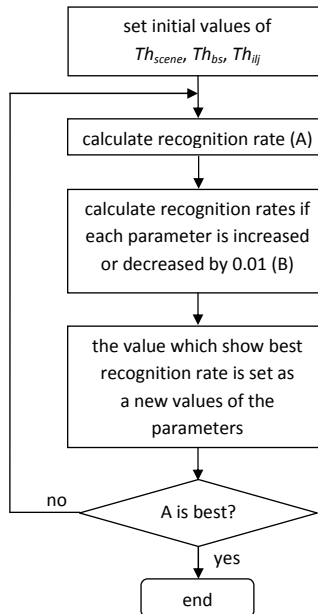 set initial values of
Th_scene, Th_bs, Th_ilj
calculate recognition rate (A)
calculate recognition rates if
each parameter is increased
or decreased by 0.01 (B)
the value which show best
recognition rate is set as
a new values of the
parameters
no
A is best?
yes
end